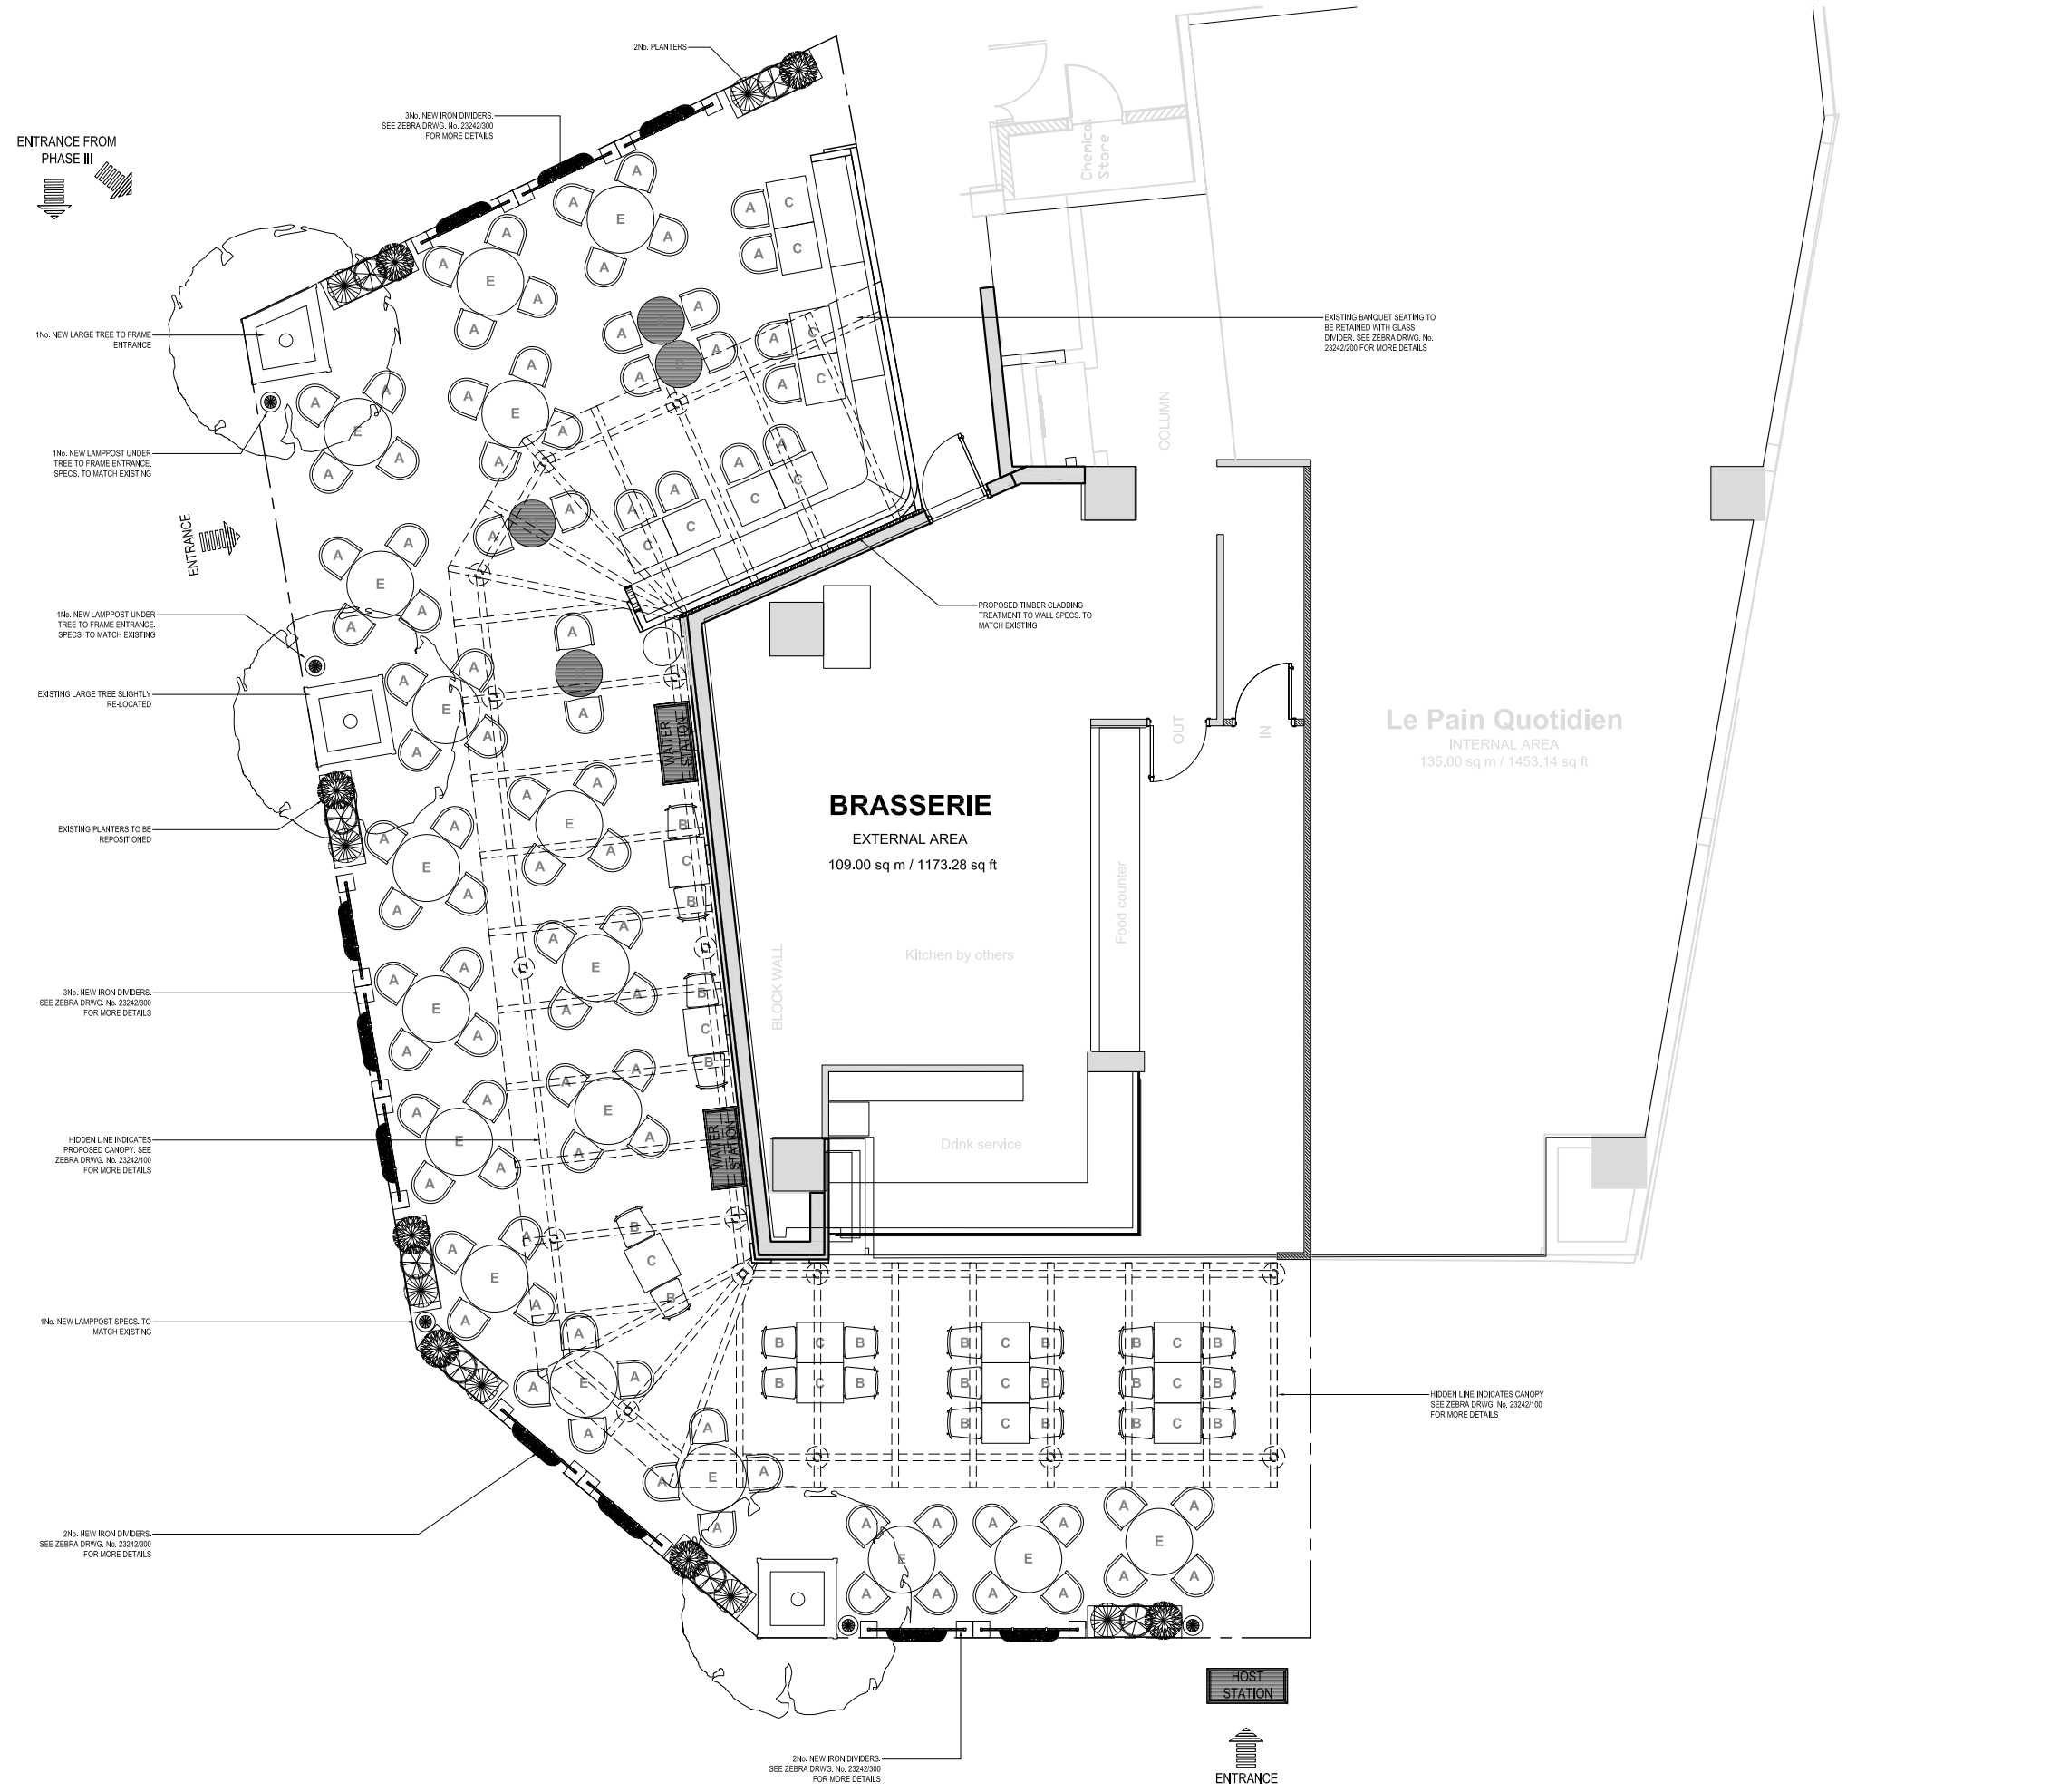 2No. PLANTERS
3No. NEW IRON DIVIDERS.
SEE ZEBRA DRWG. No. 23242/300
FOR MORE DETAILS
ENTRANCE FROM
PHASE III
Chemical
Store
1No. NEW LARGE TREE TO FRAME
ENTRANCE
EXISTING BANQUET SEATING TO
BE RETAINED WITH GLASS
DIVIDER. SEE ZEBRA DRWG. No.
23242/200 FOR MORE DETAILS
COLUMN
1No. NEW LAMPPOST UNDER
TREE TO FRAME ENTRANCE.
SPECS. TO MATCH EXISTING
ENTRANCE
1No. NEW LAMPPOST UNDER
TREE TO FRAME ENTRANCE.
SPECS. TO MATCH EXISTING
PROPOSED TIMBER CLADDING
TREATMENT TO WALL SPECS. TO
MATCH EXISTING
EXISTING LARGE TREE SLIGHTLY
RE-LOCATED
WAITER
STATION
OUT
IN
Le Pain Quotidien
INTERNAL AREA
135.00 sq m / 1453.14 sq ft
BRASSERIE
EXTERNAL AREA
109.00 sq m / 1173.28 sq ft
EXISTING PLANTERS TO BE
REPOSITIONED
Food counter
BLOCK WALL
Kitchen by others
3No. NEW IRON DIVIDERS.
SEE ZEBRA DRWG. No. 23242/300
FOR MORE DETAILS
HIDDEN LINE INDICATES
PROPOSED CANOPY. SEE
ZEBRA DRWG. No. 23242/100
FOR MORE DETAILS
WAITER
STATION
Drink service
1No. NEW LAMPPOST SPECS. TO
MATCH EXISTING
B C B B C B B C B
B C B B C B B C B
B C B B C B
HIDDEN LINE INDICATES CANOPY
SEE ZEBRA DRWG. No. 23242/100
FOR MORE DETAILS
2No. NEW IRON DIVIDERS.
SEE ZEBRA DRWG. No. 23242/300
FOR MORE DETAILS
A A A A A A
E E E
A A A A A A
HOST
STATION
2No. NEW IRON DIVIDERS.
SEE ZEBRA DRWG. No. 23242/300
FOR MORE DETAILS
ENTRANCE